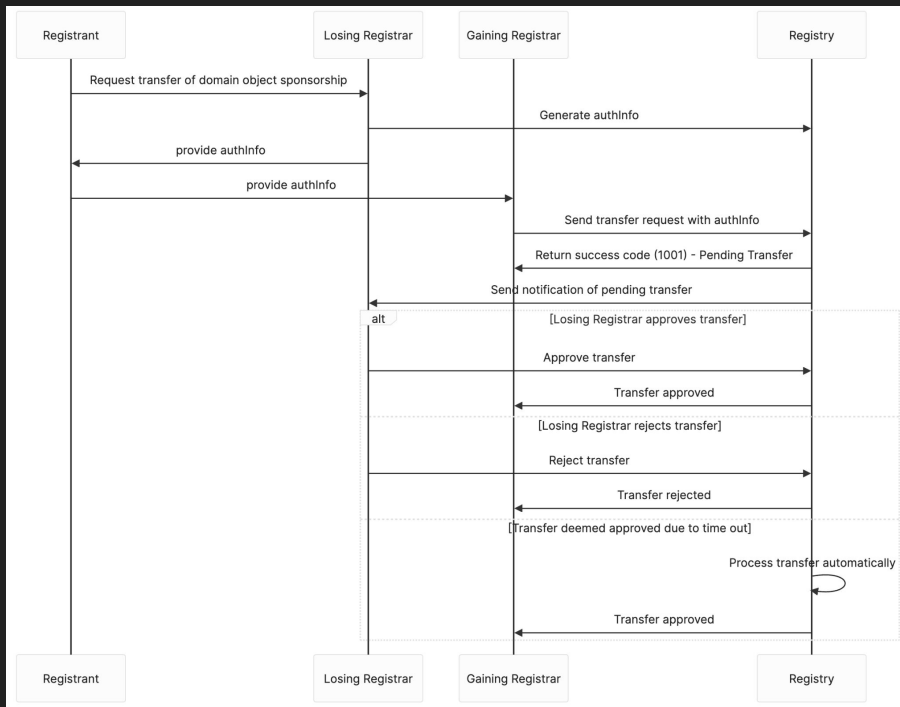 Registrant
Losing Registrar
Gaining Registrar
Registry
Request transfer of domain object sponsorship
Generate authInfo
provide authInfo
provide authInfo
Send transfer request with authInfo
Return success code (1001) - Pending Transfer
Send notification of pending transfer
alt
[Losing Registrar approves transfer]
Approve transfer
Transfer approved
[Losing Registrar rejects transfer]
Reject transfer
Transfer rejected
[Transfer deemed approved due to time out]
Process transfer automatically
Transfer approved
Registrant
Losing Registrar
Gaining Registrar
Registry